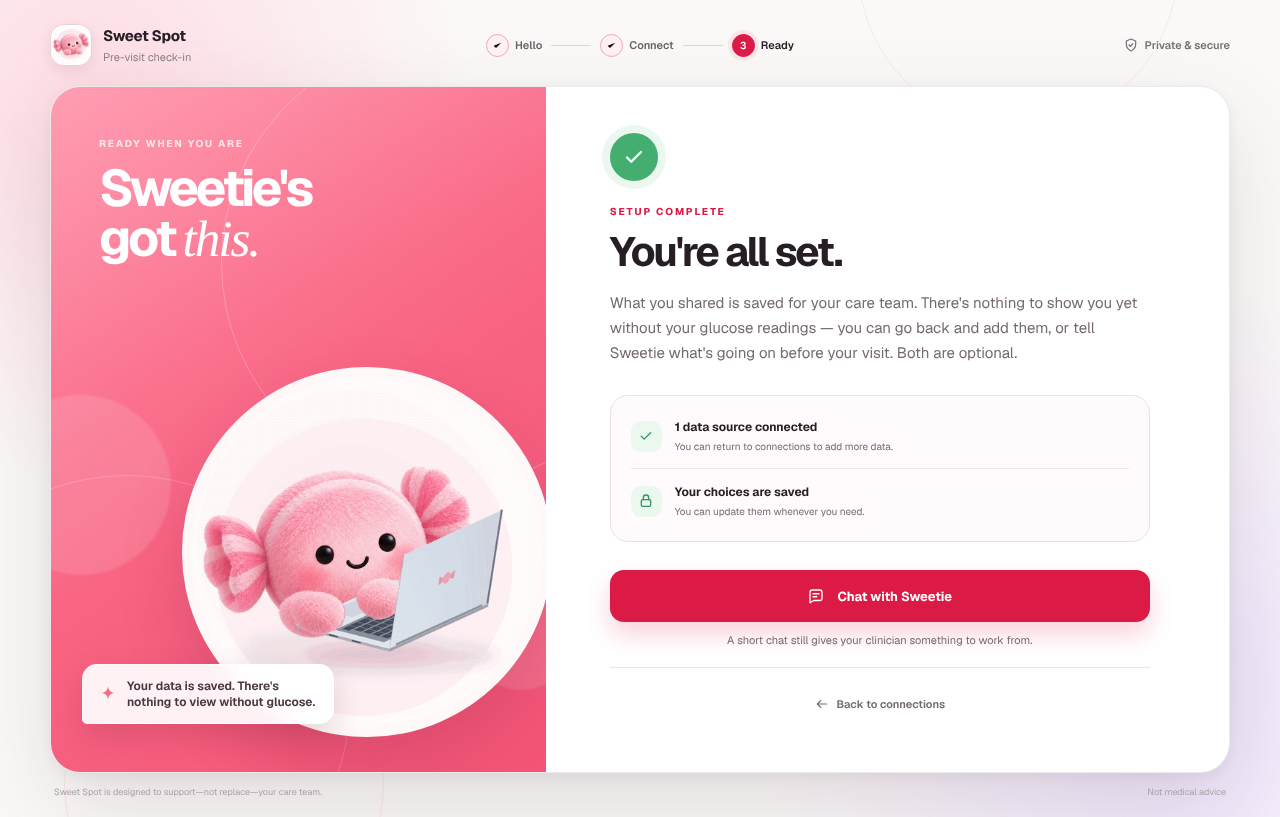 Sweet Spot
Pre-visit check-in
Hello
Connect
3
Ready
Private & secure
READY WHEN YOU ARE
Sweetie's
got this.
Your data is saved. There's
nothing to view without glucose.
SETUP COMPLETE
You're all set.
What you shared is saved for your care team. There's nothing to show you yet
without your glucose readings — you can go back and add them, or tell
Sweetie what's going on before your visit. Both are optional.
1 data source connected
You can return to connections to add more data.
Your choices are saved
You can update them whenever you need.
Chat with Sweetie
A short chat still gives your clinician something to work from.
Back to connections
Sweet Spot is designed to support—not replace—your care team.
Not medical advice